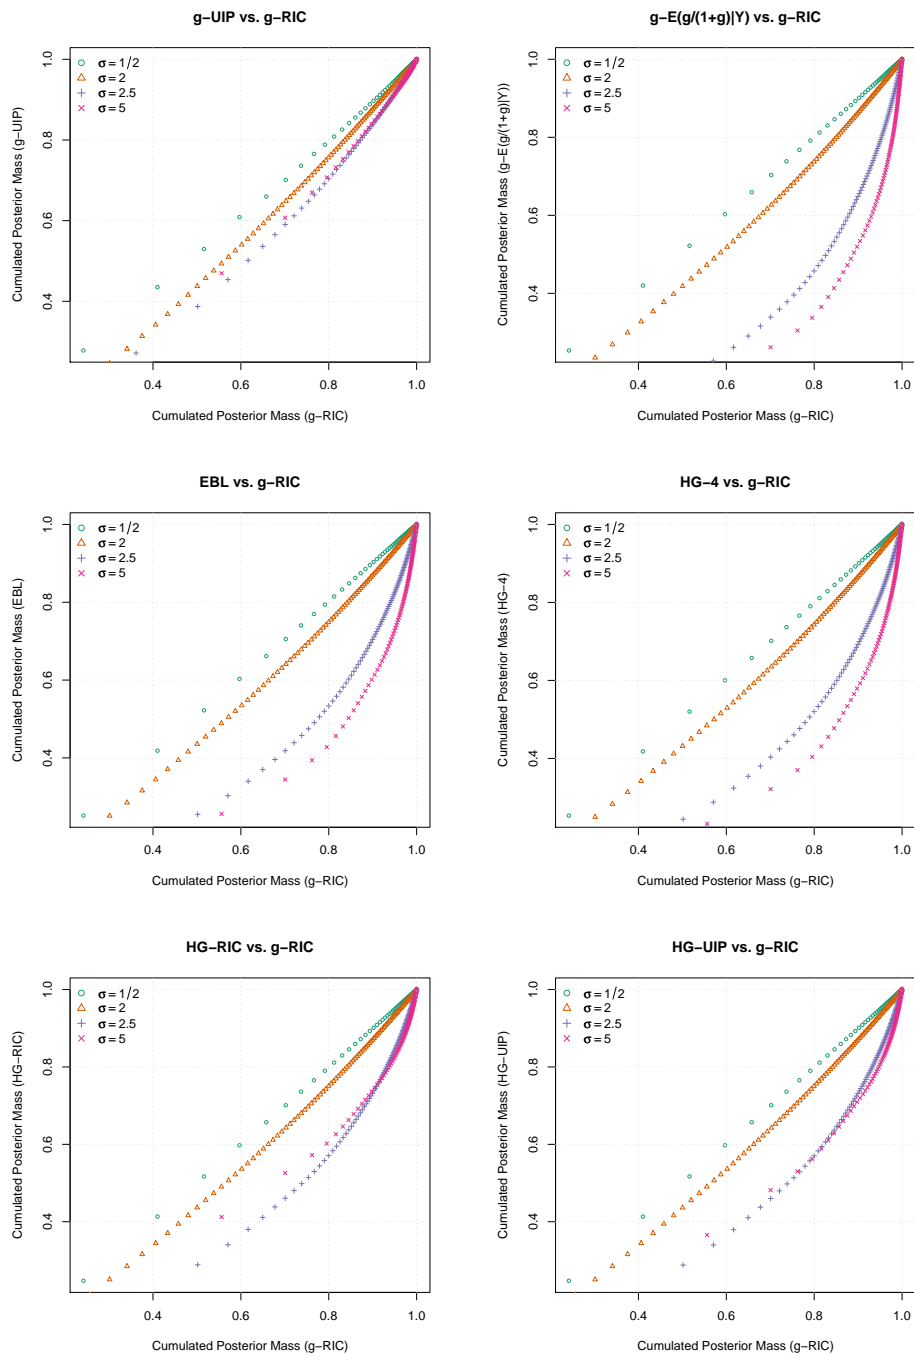 g−UIP vs. g−RIC
1.0
0.8
0.6
0.4
Cumulated Posterior Mass (g−UIP)
σ = 1/2
σ = 2
σ = 2.5
σ = 5
0.4 0.6 0.8 1.0
Cumulated Posterior Mass (g−RIC)
g−E(g/(1+g)|Y) vs. g−RIC
1.0
0.8
0.6
0.4
Cumulated Posterior Mass (g−E(g/(1+g)|Y))
σ = 1/2
σ = 2
σ = 2.5
σ = 5
0.4 0.6 0.8 1.0
Cumulated Posterior Mass (g−RIC)
EBL vs. g−RIC
1.0
0.8
0.6
0.4
Cumulated Posterior Mass (EBL)
σ = 1/2
σ = 2
σ = 2.5
σ = 5
0.4 0.6 0.8 1.0
Cumulated Posterior Mass (g−RIC)
HG−4 vs. g−RIC
1.0
0.8
0.6
0.4
Cumulated Posterior Mass (HG−4)
σ = 1/2
σ = 2
σ = 2.5
σ = 5
0.4 0.6 0.8 1.0
Cumulated Posterior Mass (g−RIC)
HG−RIC vs. g−RIC
1.0
0.8
0.6
0.4
Cumulated Posterior Mass (HG−RIC)
σ = 1/2
σ = 2
σ = 2.5
σ = 5
0.4 0.6 0.8 1.0
Cumulated Posterior Mass (g−RIC)
HG−UIP vs. g−RIC
1.0
0.8
0.6
0.4
Cumulated Posterior Mass (HG−UIP)
σ = 1/2
σ = 2
σ = 2.5
σ = 5
0.4 0.6 0.8 1.0
Cumulated Posterior Mass (g−RIC)